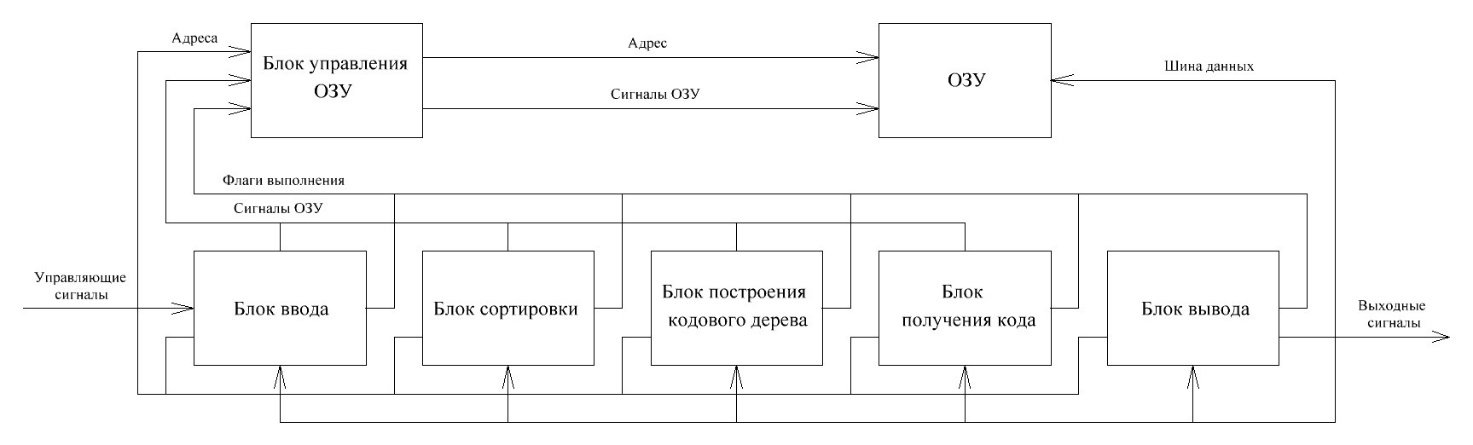 Адреса
Блок управления
ОЗУ
Адрес
Сигналы ОЗУ
ОЗУ
Шина данных
Флаги выполнения
Сигналы ОЗУ
Управляющие
сигналы
Блок ввода
Блок сортировки
Блок построения
кодового дерева
Блок
получения кода
Блок вывода
Выходные
сигналы